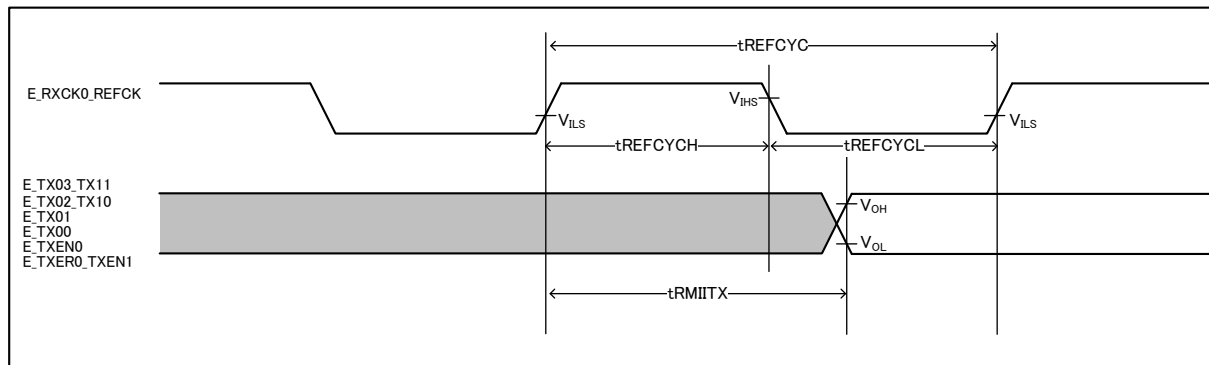 tREFCYC
E_RXCK0_REFCK
VIHS
VILS
VILS
tREFCYCH
tREFCYCL
E_TX03_TX11
E_TX02_TX10
E_TX01
E_TX00
E_TXEN0
E_TXER0_TXEN1
VOH
VOL
tRMIITX